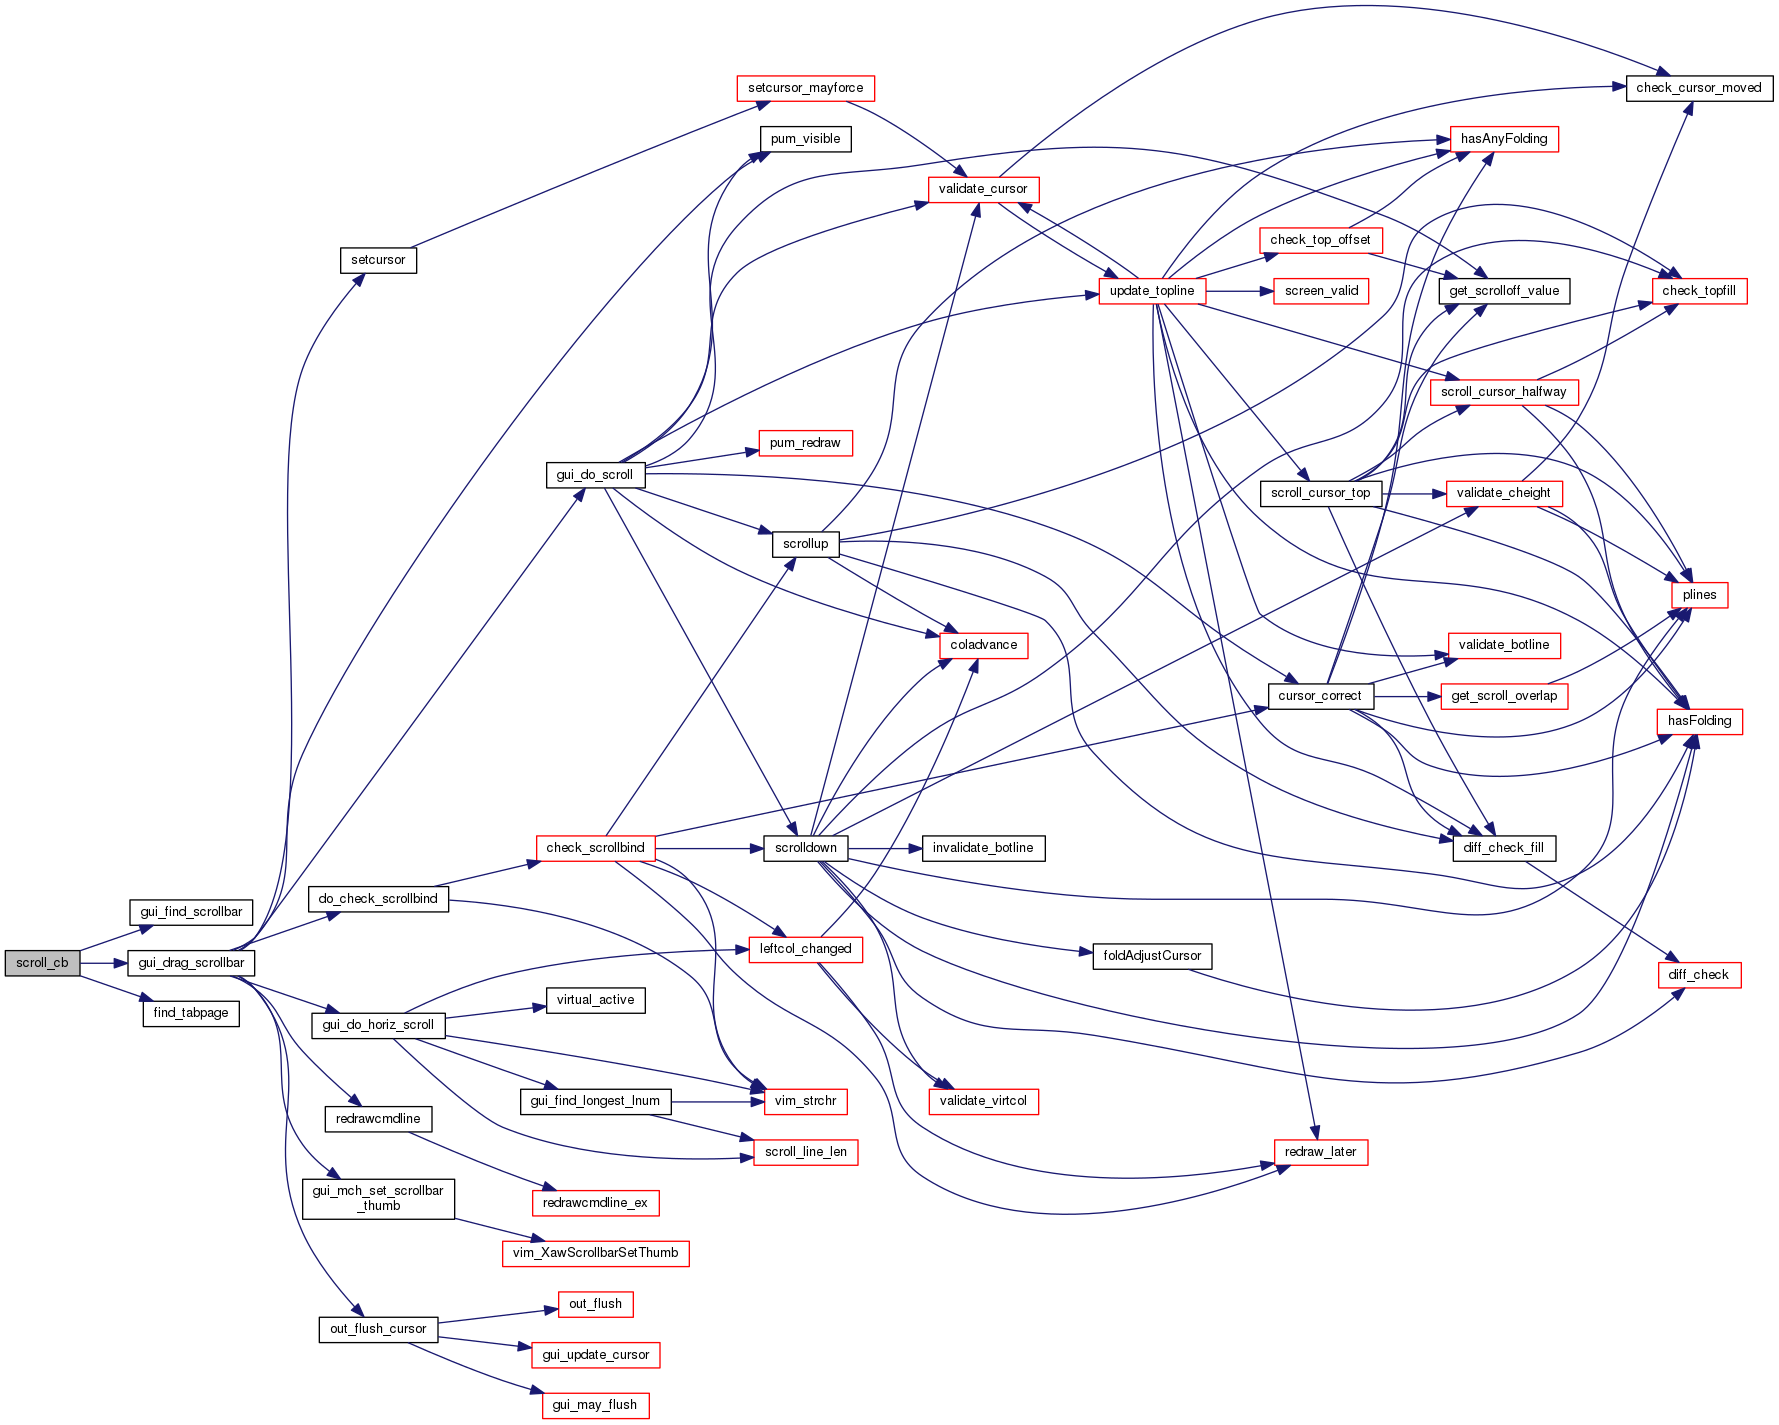 scroll_cb
gui_find_scrollbar
gui_drag_scrollbar
find_tabpage
setcursor
do_check_scrollbind
gui_do_horiz_scroll
redrawcmdline
gui_mch_set_scrollbar
_thumb
out_flush_cursor
gui_do_scroll
check_scrollbind
virtual_active
gui_find_longest_lnum
redrawcmdline_ex
vim_XawScrollbarSetThumb
out_flush
gui_update_cursor
gui_may_flush
setcursor_mayforce
pum_visible
pum_redraw
scrollup
scrolldown
leftcol_changed
vim_strchr
scroll_line_len
validate_cursor
coladvance
invalidate_botline
validate_virtcol
update_topline
foldAdjustCursor
check_top_offset
screen_valid
scroll_cursor_top
cursor_correct
redraw_later
hasAnyFolding
get_scrolloff_value
scroll_cursor_halfway
validate_cheight
validate_botline
get_scroll_overlap
diff_check_fill
check_cursor_moved
check_topfill
plines
hasFolding
diff_check